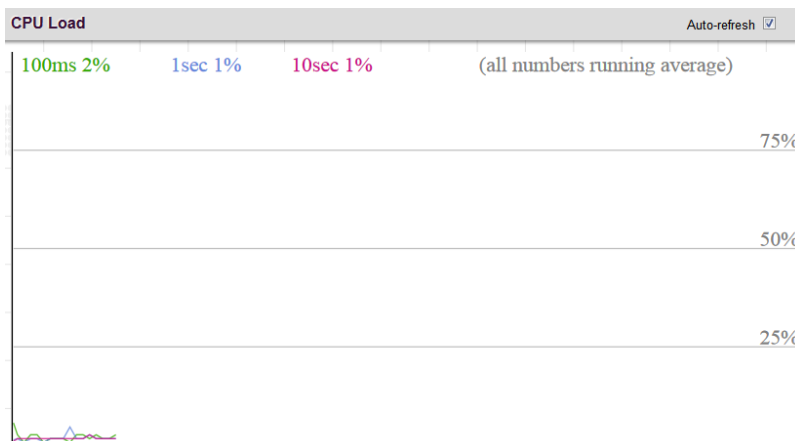 CPU Load
Auto-refresh
100ms 2% 1sec 1% 10sec 1% (all numbers running average)
75%
50%
25%